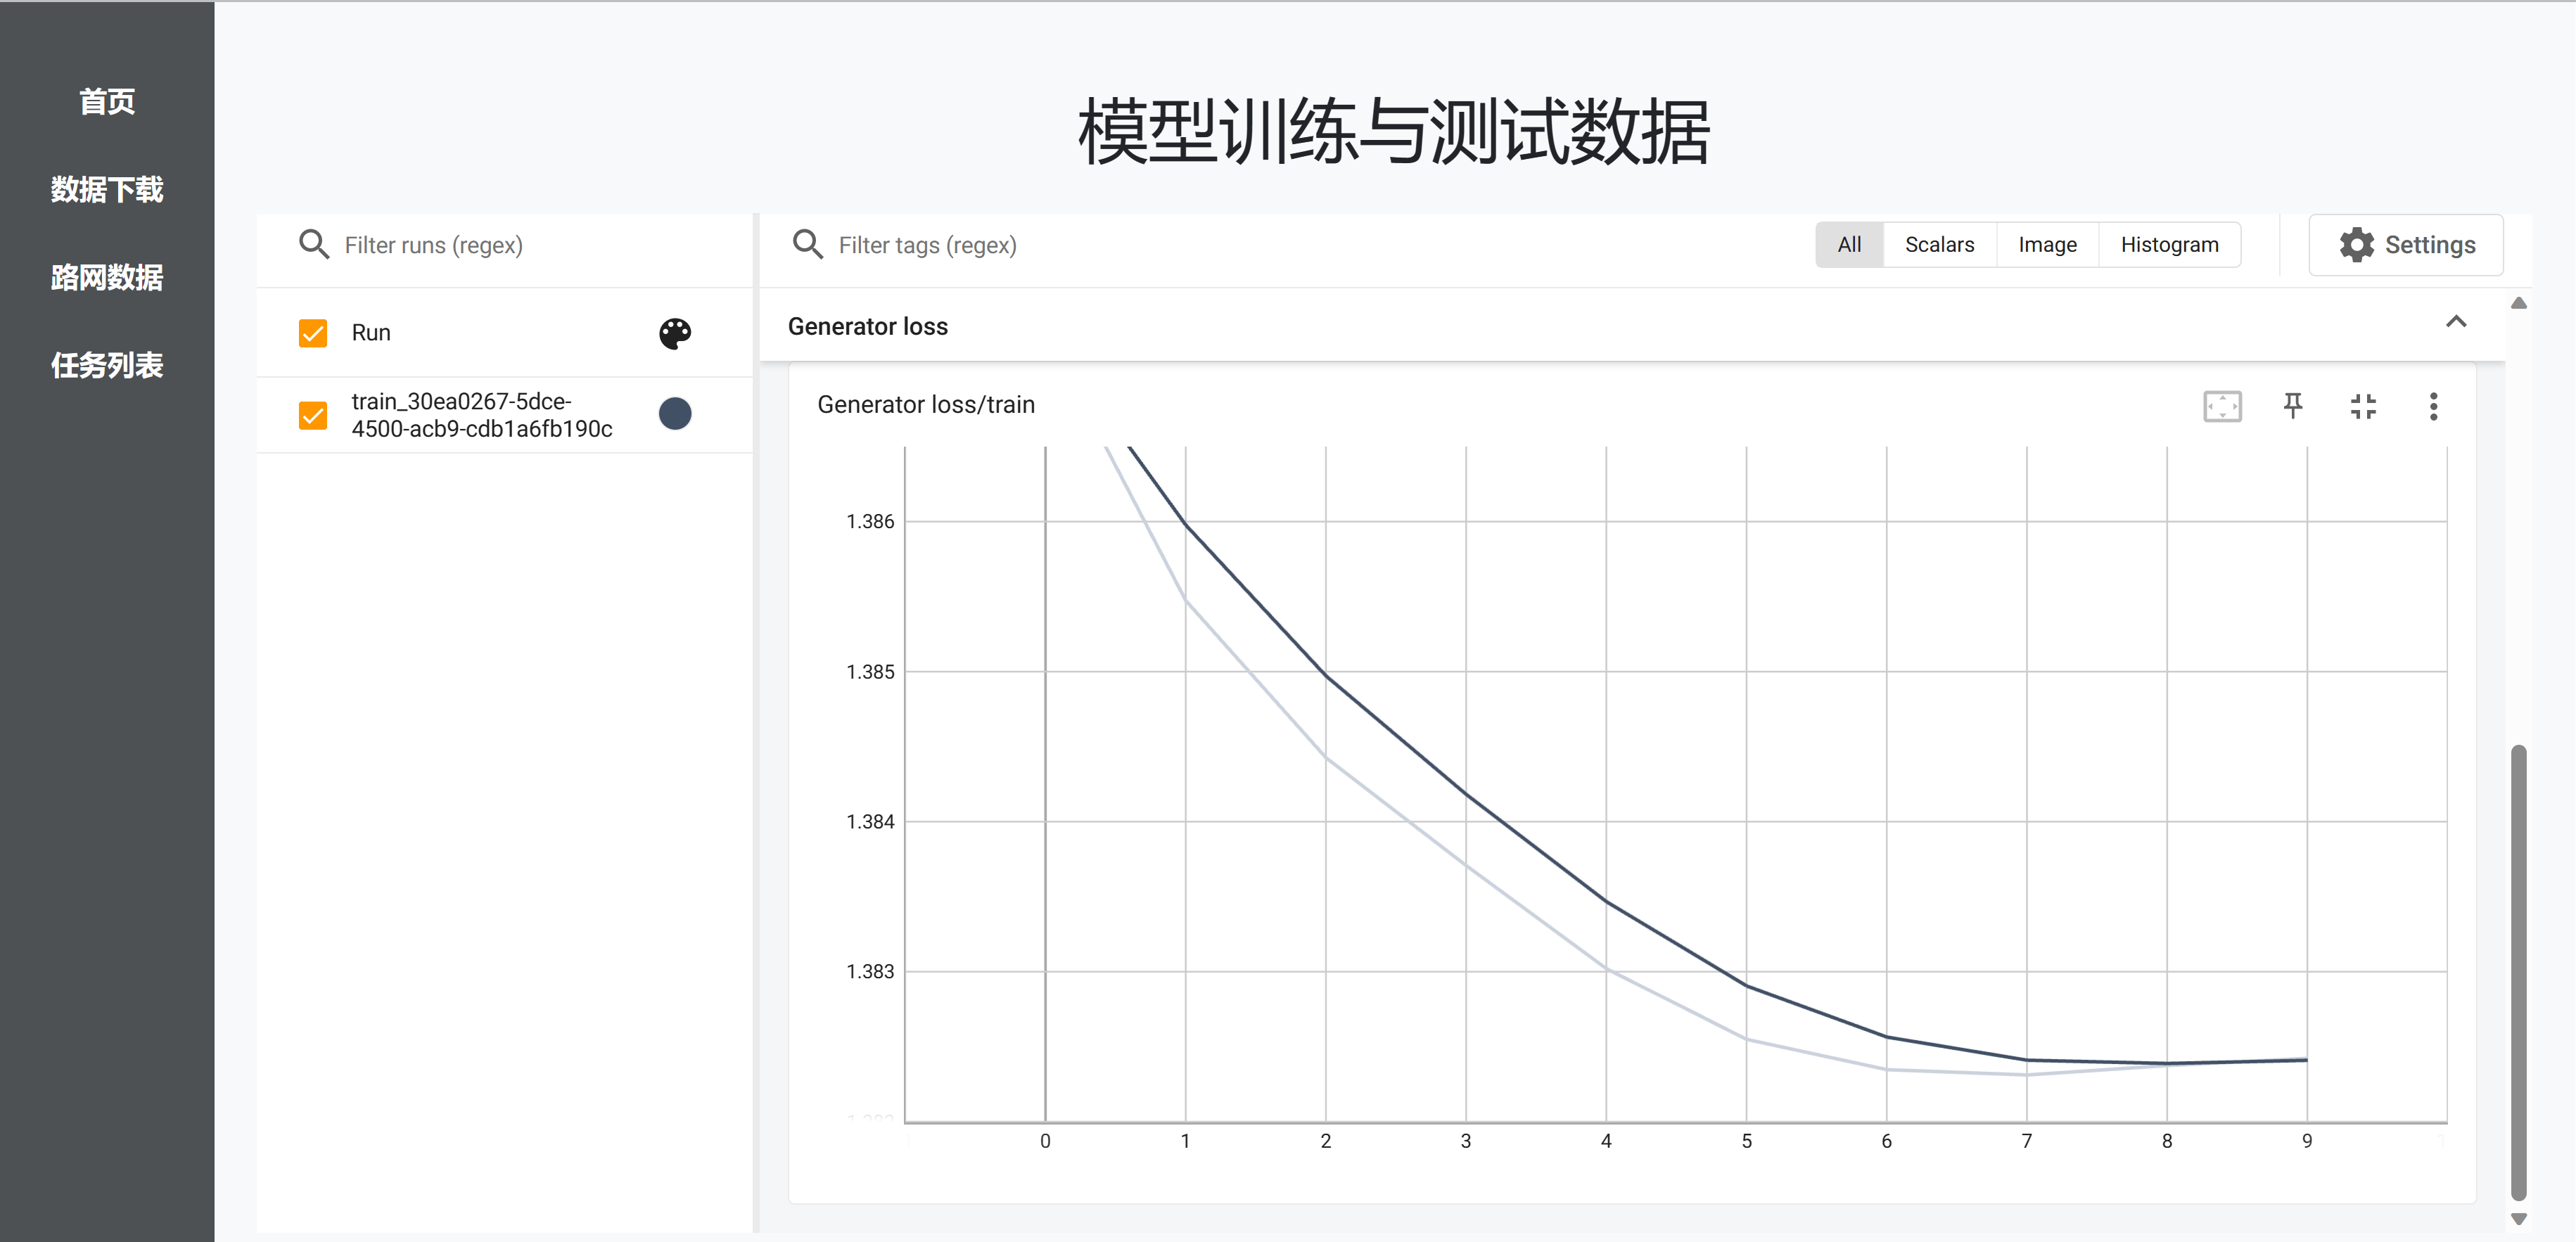 首页
数据下载
路网数据
任务列表
模型训练与测试数据
Filter runs (regex)
Run
train_30ea0267-5dce-
4500-acb9-cdb1a6fb190c
Filter tags (regex)
All Scalars Image Histogram
Settings
Generator loss
Generator loss/train
1.386
1.385
1.384
1.383
0 1 2 3 4 5 6 7 8 9